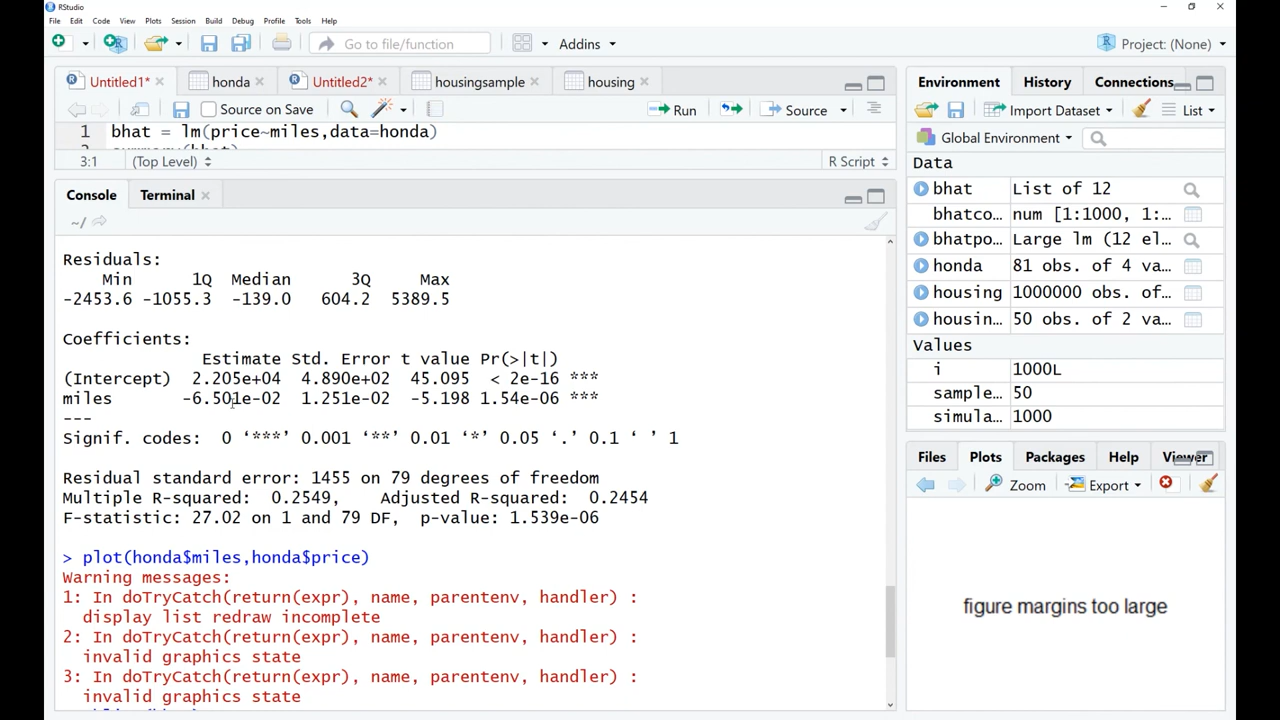 RStudio
File Edit Code View Plots Session Build Debug Profile Tools Help
Go to file/function Addins Project: (None)
Untitled1* honda Untitled2* housingsample housing
Source on Save Run Source
1 bhat = lm(price~miles,data=honda)
3:1 (Top Level) R Script
Console Terminal
~/
Residuals:
Min 1Q Median 3Q Max
-2453.6 -1055.3 -139.0 604.2 5389.5
Coefficients:
Estimate Std. Error t value Pr(>|t|)
(Intercept) 2.205e+04 4.890e+02 45.095 < 2e-16 ***
miles -6.501e-02 1.251e-02 -5.198 1.54e-06 ***
---
Signif. codes: 0 ‘***’ 0.001 ‘**’ 0.01 ‘*’ 0.05 ‘.’ 0.1 ‘ ’ 1
Residual standard error: 1455 on 79 degrees of freedom
Multiple R-squared: 0.2549, Adjusted R-squared: 0.2454
F-statistic: 27.02 on 1 and 79 DF, p-value: 1.539e-06
> plot(honda$miles,honda$price)
Warning messages:
1: In doTryCatch(return(expr), name, parentenv, handler) :
display list redraw incomplete
2: In doTryCatch(return(expr), name, parentenv, handler) :
invalid graphics state
3: In doTryCatch(return(expr), name, parentenv, handler) :
invalid graphics state
Environment History Connections
Import Dataset List
Global Environment
Data
bhat List of 12
bhatco… num [1:1000, 1:…
bhatpo… Large lm (12 el…
honda 81 obs. of 4 va…
housing 1000000 obs. of…
housin… 50 obs. of 2 va…
Values
i 1000L
sample… 50
simula… 1000
Files Plots Packages Help Viewer
Zoom Export
figure margins too large